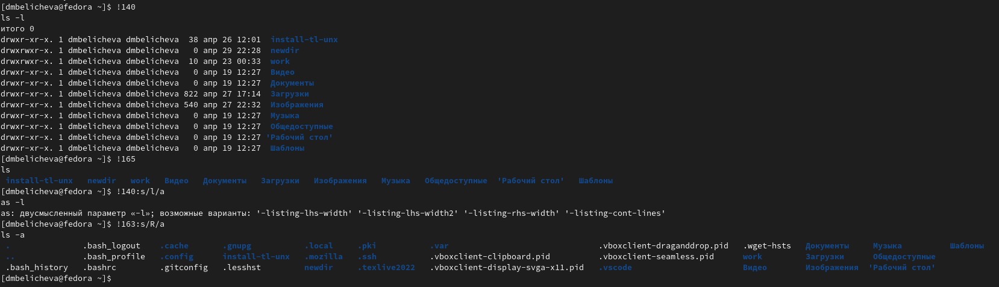 [dmbelicheva@fedora ~]$ !140
ls -l
итого 0
drwxr-xr-x. 1 dmbelicheva dmbelicheva  38 апр 26 12:01  install-tl-unx
drwxrwxr-x. 1 dmbelicheva dmbelicheva   0 апр 29 22:28  newdir
drwxrwxr-x. 1 dmbelicheva dmbelicheva  10 апр 23 00:33  work
drwxr-xr-x. 1 dmbelicheva dmbelicheva   0 апр 19 12:27  Видео
drwxr-xr-x. 1 dmbelicheva dmbelicheva   0 апр 19 12:27  Документы
drwxr-xr-x. 1 dmbelicheva dmbelicheva 822 апр 27 17:14  Загрузки
drwxr-xr-x. 1 dmbelicheva dmbelicheva 540 апр 27 22:32  Изображения
drwxr-xr-x. 1 dmbelicheva dmbelicheva   0 апр 19 12:27  Музыка
drwxr-xr-x. 1 dmbelicheva dmbelicheva   0 апр 19 12:27  Общедоступные
drwxr-xr-x. 1 dmbelicheva dmbelicheva   0 апр 19 12:27 'Рабочий стол'
drwxr-xr-x. 1 dmbelicheva dmbelicheva   0 апр 19 12:27  Шаблоны
[dmbelicheva@fedora ~]$ !165
ls
 install-tl-unx   newdir   work   Видео   Документы   Загрузки   Изображения   Музыка   Общедоступные  'Рабочий стол'   Шаблоны
[dmbelicheva@fedora ~]$ !140:s/l/a
as -l
as: двусмысленный параметр «-l»; возможные варианты: '-listing-lhs-width' '-listing-lhs-width2' '-listing-rhs-width' '-listing-cont-lines'
[dmbelicheva@fedora ~]$ !163:s/R/a
ls -a
 .               .bash_logout    .cache       .gnupg           .local     .pki           .var                               .vboxclient-draganddrop.pid   .wget-hsts   Документы     Музыка          Шаблоны
 ..              .bash_profile   .config      install-tl-unx   .mozilla   .ssh           .vboxclient-clipboard.pid          .vboxclient-seamless.pid      work         Загрузки      Общедоступные
 .bash_history   .bashrc         .gitconfig   .lesshst         newdir     .texlive2022   .vboxclient-display-svga-x11.pid   .vscode                       Видео        Изображения  'Рабочий стол'
[dmbelicheva@fedora ~]$